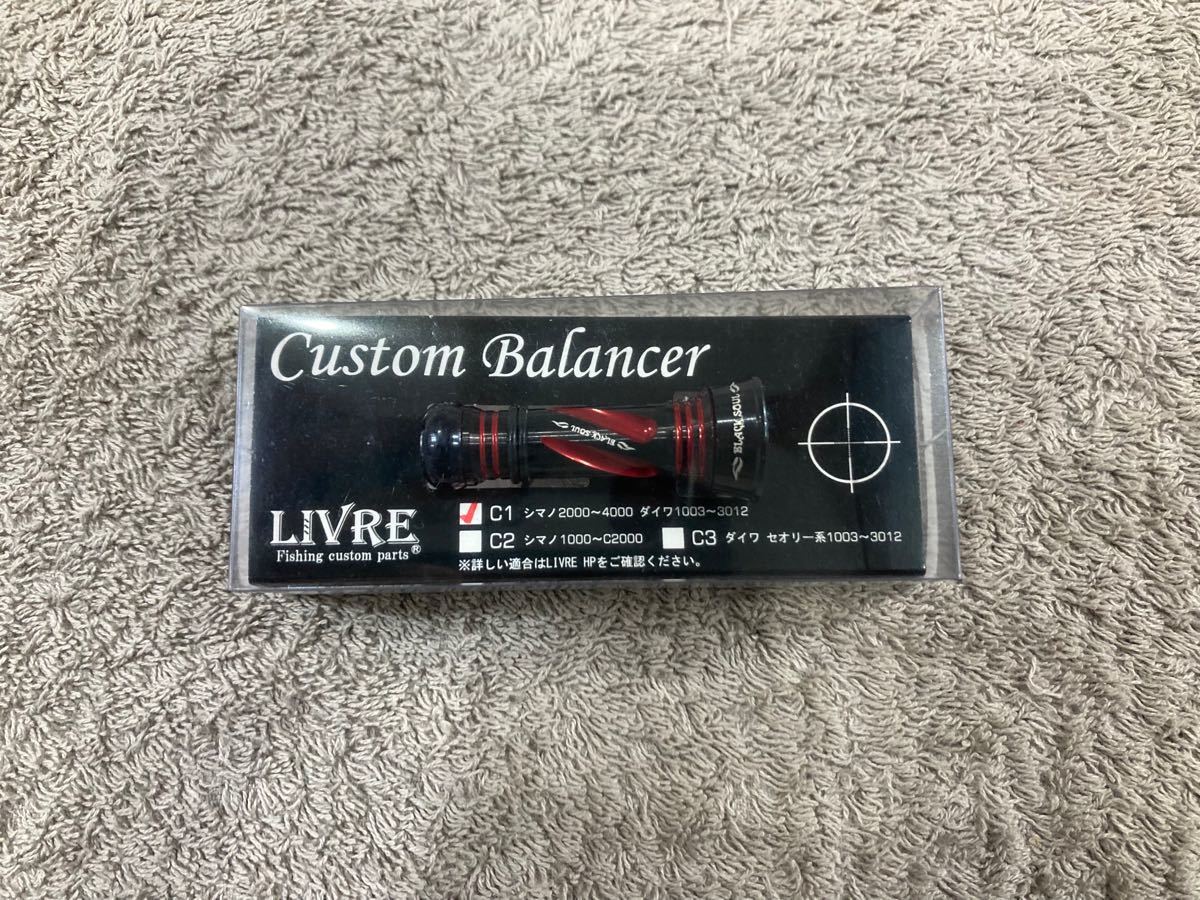 Custom Balancer
BLACK SOUL
BLACK SOUL
LIVRE
Fishing custom parts®
C1 シマノ2000～4000 ダイワ1003～3012
C2 シマノ1000～C2000
C3 ダイワ セオリー系1003～3012
※詳しい適合はLIVRE HPをご確認ください。